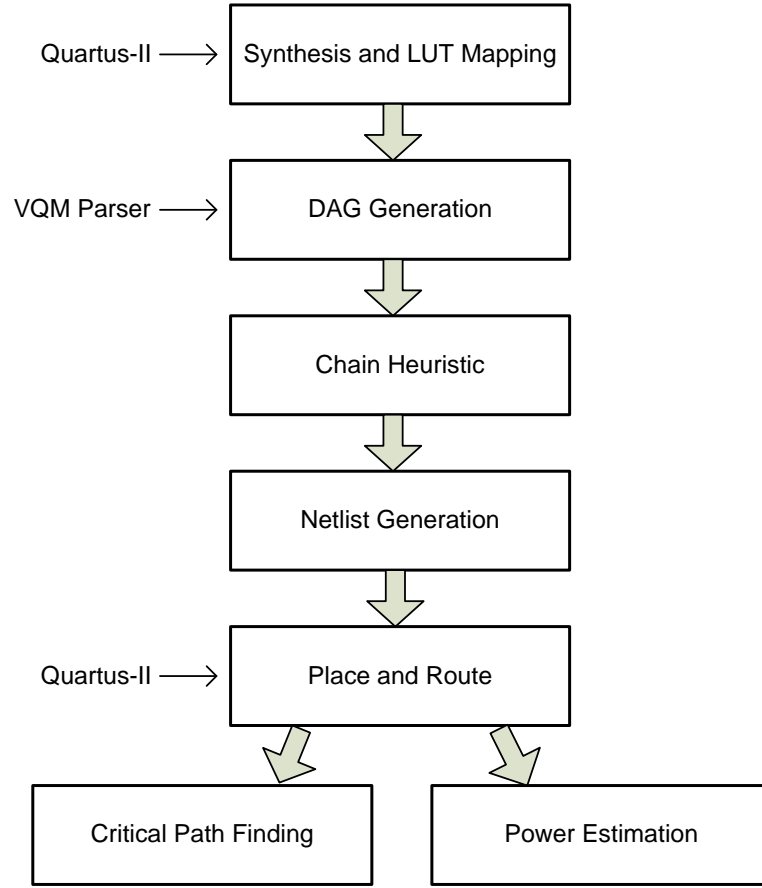 Quartus-II
Synthesis and LUT Mapping
VQM Parser
DAG Generation
Chain Heuristic
Netlist Generation
Quartus-II
Place and Route
Critical Path Finding
Power Estimation